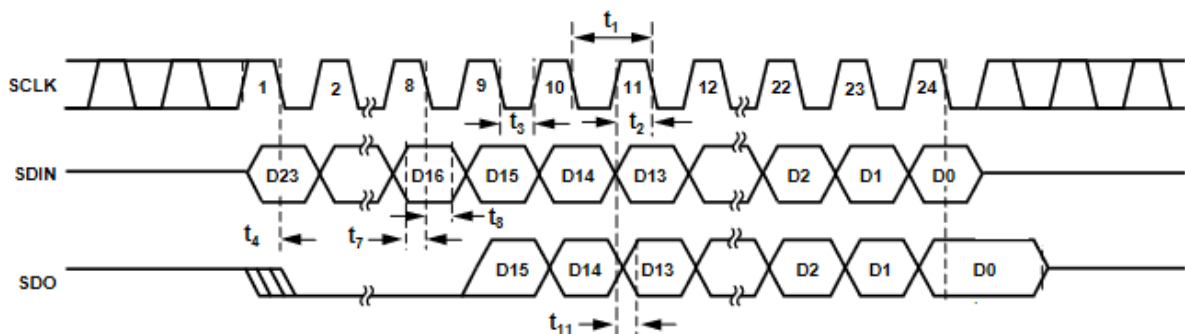 t1
SCLK 1 2 8 9 10 11 12 22 23 24
t3 t2
SDIN D23 D16 D15 D14 D13 D2 D1 D0
t4 t7 t8
SDO D15 D14 D13 D2 D1 D0
t11